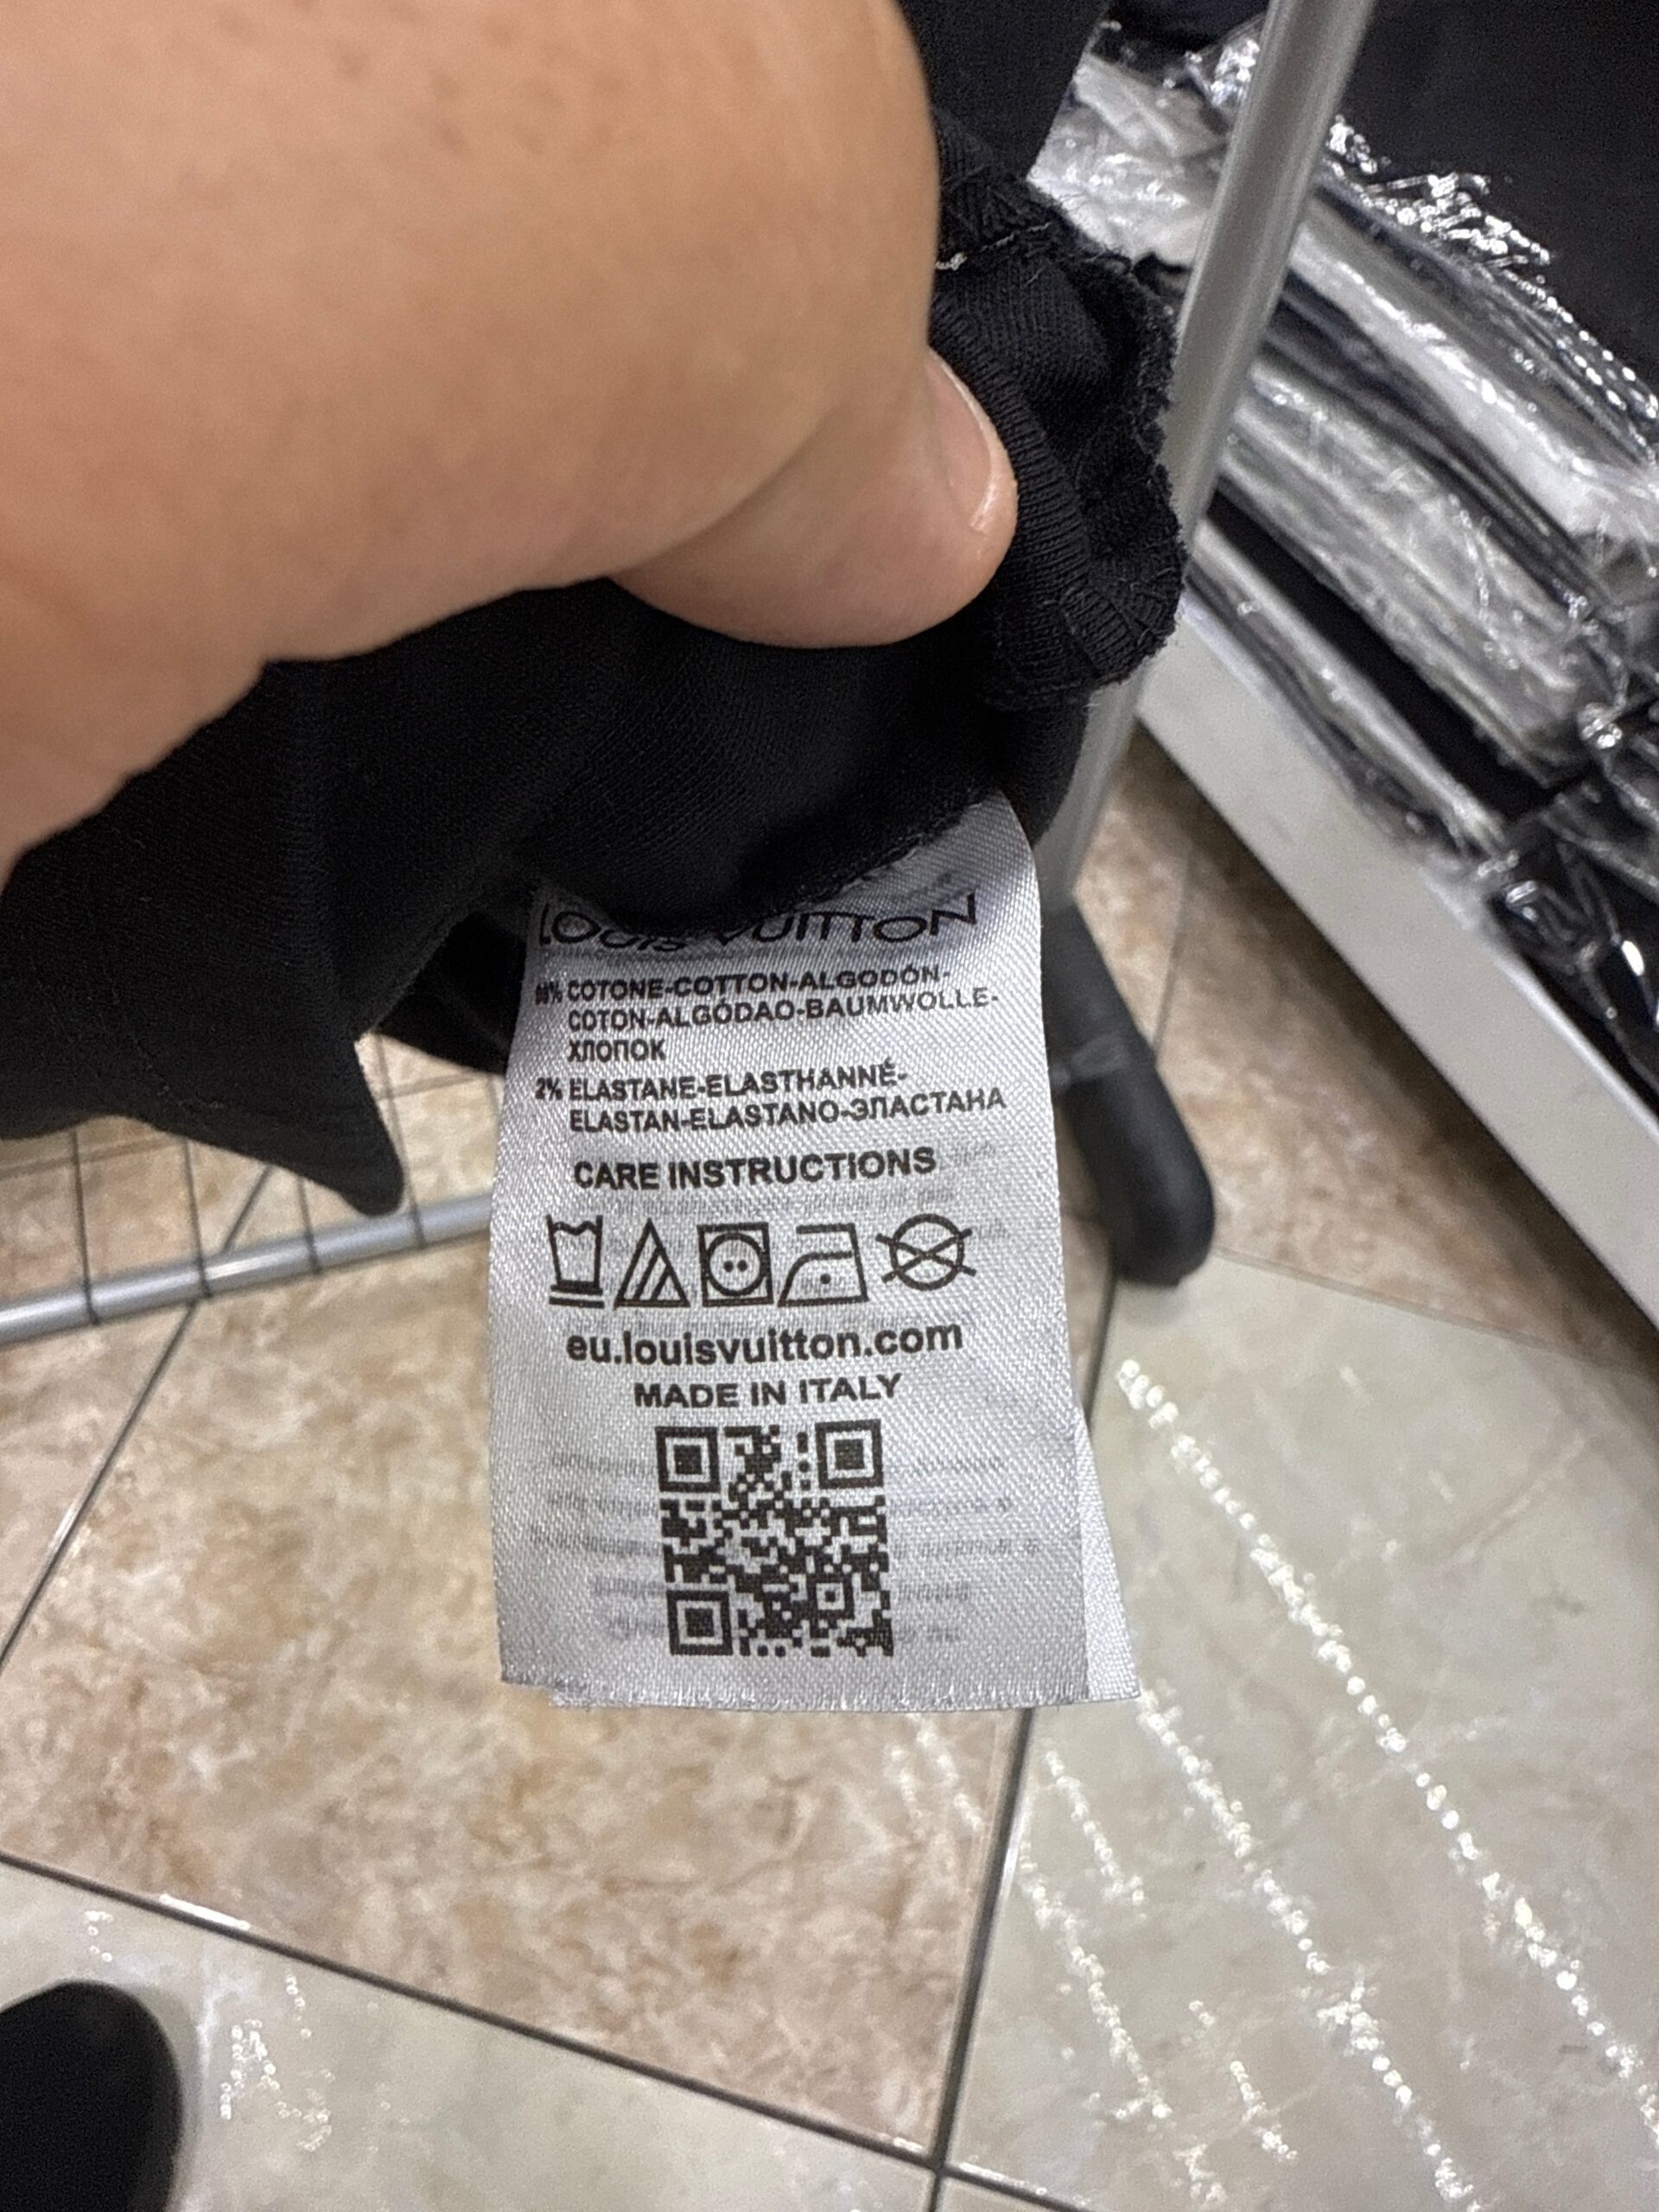 LOUIS VUITTON
COTONE-COTTON-ALGODÓN-
COTON-ALGÓDAO-BAUMWOLLE-
ХЛОПОК
2% ELASTANE-ELASTHANNÉ-
ELASTAN-ELASTANO-ЭЛАСТАНА
CARE INSTRUCTIONS
eu.louisvuitton.com
MADE IN ITALY